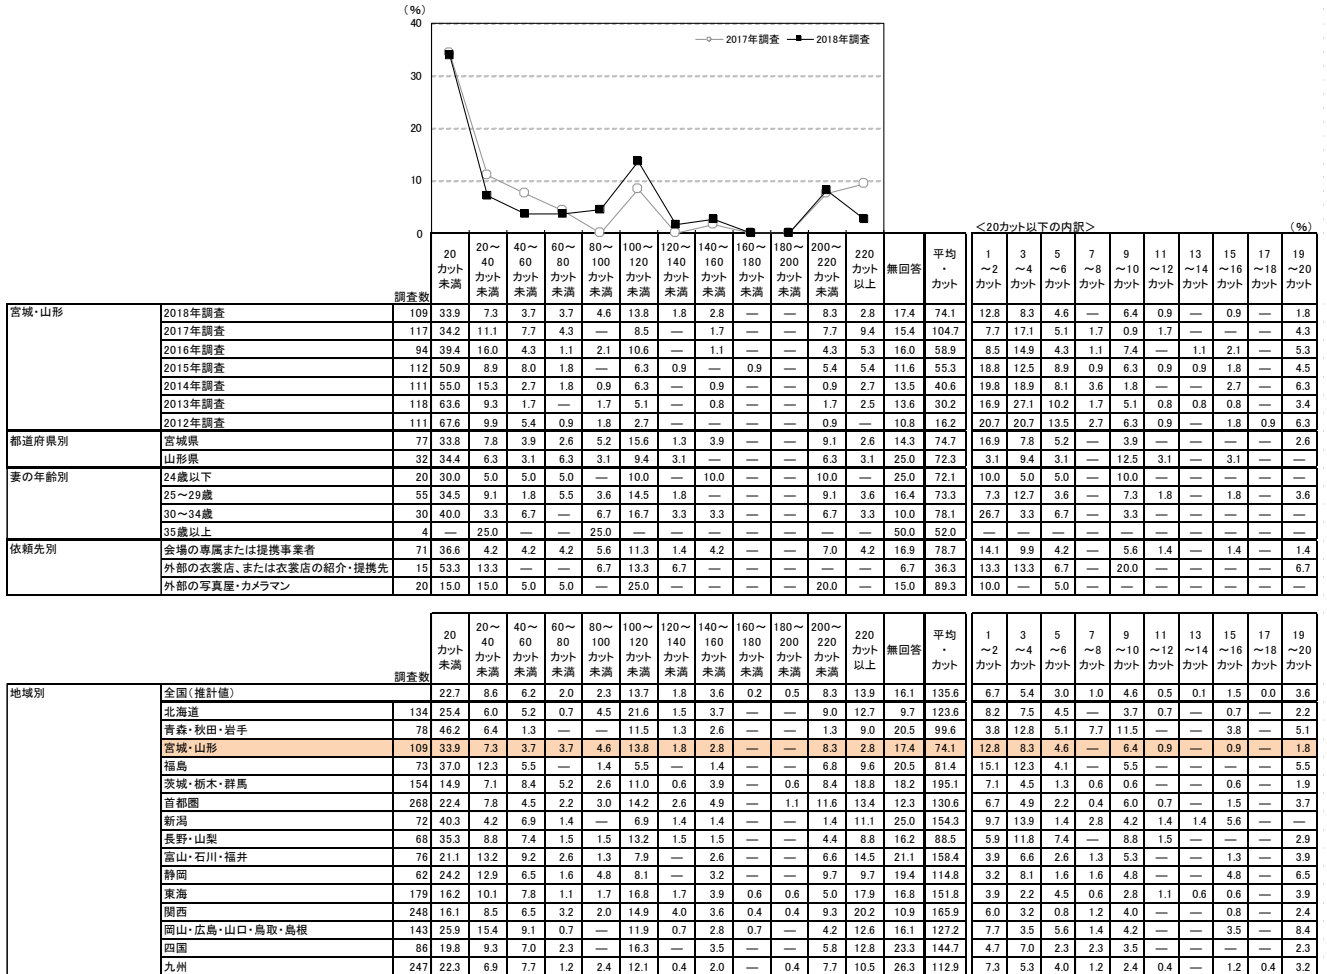 (%)
40
2017年調査 2018年調査
30
20
10
0
<20カット以下の内訳> (%)
調査数 20カット未満 20～40カット未満 40～60カット未満 60～80カット未満 80～100カット未満 100～120カット未満 120～140カット未満 140～160カット未満 160～180カット未満 180～200カット未満 200～220カット未満 220カット以上 無回答 平均・カット 1～2カット 3～4カット 5～6カット 7～8カット 9～10カット 11～12カット 13～14カット 15～16カット 17～18カット 19～20カット
宮城・山形 2018年調査 109 33.9 7.3 3.7 3.7 4.6 13.8 1.8 2.8 — — 8.3 2.8 17.4 74.1 12.8 8.3 4.6 — 6.4 0.9 — 0.9 — 1.8
2017年調査 117 34.2 11.1 7.7 4.3 — 8.5 — 1.7 — — 7.7 9.4 15.4 104.7 7.7 17.1 5.1 1.7 0.9 1.7 — — — 4.3
2016年調査 94 39.4 16.0 4.3 1.1 2.1 10.6 — 1.1 — — 4.3 5.3 16.0 58.9 8.5 14.9 4.3 1.1 7.4 — 1.1 2.1 — 5.3
2015年調査 112 50.9 8.9 8.0 1.8 — 6.3 0.9 — 0.9 — 5.4 5.4 11.6 55.3 18.8 12.5 8.9 0.9 6.3 0.9 0.9 1.8 — 4.5
2014年調査 111 55.0 15.3 2.7 1.8 0.9 6.3 — 0.9 — — 0.9 2.7 13.5 40.6 19.8 18.9 8.1 3.6 1.8 — — 2.7 — 6.3
2013年調査 118 63.6 9.3 1.7 — 1.7 5.1 — 0.8 — — 1.7 2.5 13.6 30.2 16.9 27.1 10.2 1.7 5.1 0.8 0.8 0.8 — 3.4
2012年調査 111 67.6 9.9 5.4 0.9 1.8 2.7 — — — — 0.9 — 10.8 16.2 20.7 20.7 13.5 2.7 6.3 0.9 — 1.8 0.9 6.3
都道府県別 宮城県 77 33.8 7.8 3.9 2.6 5.2 15.6 1.3 3.9 — — 9.1 2.6 14.3 74.7 16.9 7.8 5.2 — 3.9 — — — — 2.6
山形県 32 34.4 6.3 3.1 6.3 3.1 9.4 3.1 — — — 6.3 3.1 25.0 72.3 3.1 9.4 3.1 — 12.5 3.1 — 3.1 — —
妻の年齢別 24歳以下 20 30.0 5.0 5.0 5.0 — 10.0 — 10.0 — — 10.0 — 25.0 72.1 10.0 5.0 5.0 — 10.0 — — — — —
25～29歳 55 34.5 9.1 1.8 5.5 3.6 14.5 1.8 — — — 9.1 3.6 16.4 73.3 7.3 12.7 3.6 — 7.3 1.8 — 1.8 — 3.6
30～34歳 30 40.0 3.3 6.7 — 6.7 16.7 3.3 3.3 — — 6.7 3.3 10.0 78.1 26.7 3.3 6.7 — 3.3 — — — — —
35歳以上 4 — 25.0 — — 25.0 — — — — — — — 50.0 52.0 — — — — — — — — — —
依頼先別 会場の専属または提携事業者 71 36.6 4.2 4.2 4.2 5.6 11.3 1.4 4.2 — — 7.0 4.2 16.9 78.7 14.1 9.9 4.2 — 5.6 1.4 — 1.4 — 1.4
外部の衣裳店、または衣裳店の紹介・提携先 15 53.3 13.3 — — 6.7 13.3 6.7 — — — — — 6.7 36.3 13.3 13.3 6.7 — 20.0 — — — — 6.7
外部の写真屋・カメラマン 20 15.0 15.0 5.0 5.0 — 25.0 — — — — 20.0 — 15.0 89.3 10.0 — 5.0 — — — — — — —
調査数 20カット未満 20～40カット未満 40～60カット未満 60～80カット未満 80～100カット未満 100～120カット未満 120～140カット未満 140～160カット未満 160～180カット未満 180～200カット未満 200～220カット未満 220カット以上 無回答 平均・カット 1～2カット 3～4カット 5～6カット 7～8カット 9～10カット 11～12カット 13～14カット 15～16カット 17～18カット 19～20カット
地域別 全国(推計値) 22.7 8.6 6.2 2.0 2.3 13.7 1.8 3.6 0.2 0.5 8.3 13.9 16.1 135.6 6.7 5.4 3.0 1.0 4.6 0.5 0.1 1.5 0.0 3.6
北海道 134 25.4 6.0 5.2 0.7 4.5 21.6 1.5 3.7 — — 9.0 12.7 9.7 123.6 8.2 7.5 4.5 — 3.7 0.7 — 0.7 — 2.2
青森・秋田・岩手 78 46.2 6.4 1.3 — — 11.5 1.3 2.6 — — 1.3 9.0 20.5 99.6 3.8 12.8 5.1 7.7 11.5 — — 3.8 — 5.1
宮城・山形 109 33.9 7.3 3.7 3.7 4.6 13.8 1.8 2.8 — — 8.3 2.8 17.4 74.1 12.8 8.3 4.6 — 6.4 0.9 — 0.9 — 1.8
福島 73 37.0 12.3 5.5 — 1.4 5.5 — 1.4 — — 6.8 9.6 20.5 81.4 15.1 12.3 4.1 — 5.5 — — — — 5.5
茨城・栃木・群馬 154 14.9 7.1 8.4 5.2 2.6 11.0 0.6 3.9 — 0.6 8.4 18.8 18.2 195.1 7.1 4.5 1.3 0.6 0.6 — — 0.6 — 1.9
首都圏 268 22.4 7.8 4.5 2.2 3.0 14.2 2.6 4.9 — 1.1 11.6 13.4 12.3 130.6 6.7 4.9 2.2 0.4 6.0 0.7 — 1.5 — 3.7
新潟 72 40.3 4.2 6.9 1.4 — 6.9 1.4 1.4 — — 1.4 11.1 25.0 154.3 9.7 13.9 1.4 2.8 4.2 1.4 1.4 5.6 — —
長野・山梨 68 35.3 8.8 7.4 1.5 1.5 13.2 1.5 1.5 — — 4.4 8.8 16.2 88.5 5.9 11.8 7.4 — 8.8 1.5 — — — 2.9
富山・石川・福井 76 21.1 13.2 9.2 2.6 1.3 7.9 — 2.6 — — 6.6 14.5 21.1 158.4 3.9 6.6 2.6 1.3 5.3 — — 1.3 — 3.9
静岡 62 24.2 12.9 6.5 1.6 4.8 8.1 — 3.2 — — 9.7 9.7 19.4 114.8 3.2 8.1 1.6 1.6 4.8 — — 4.8 — 6.5
東海 179 16.2 10.1 7.8 1.1 1.7 16.8 1.7 3.9 0.6 0.6 5.0 17.9 16.8 151.8 3.9 2.2 4.5 0.6 2.8 1.1 0.6 0.6 — 3.9
関西 248 16.1 8.5 6.5 3.2 2.0 14.9 4.0 3.6 0.4 0.4 9.3 20.2 10.9 165.9 6.0 3.2 0.8 1.2 4.0 — — 0.8 — 2.4
岡山・広島・山口・鳥取・島根 143 25.9 15.4 9.1 0.7 — 11.9 0.7 2.8 0.7 — 4.2 12.6 16.1 127.2 7.7 3.5 5.6 1.4 4.2 — — 3.5 — 8.4
四国 86 19.8 9.3 7.0 2.3 — 16.3 — 3.5 — — 5.8 12.8 23.3 144.7 4.7 7.0 2.3 2.3 3.5 — — — — 2.3
九州 247 22.3 6.9 7.7 1.2 2.4 12.1 0.4 2.0 — 0.4 7.7 10.5 26.3 112.9 7.3 5.3 4.0 1.2 2.4 0.4 — 1.2 0.4 3.2